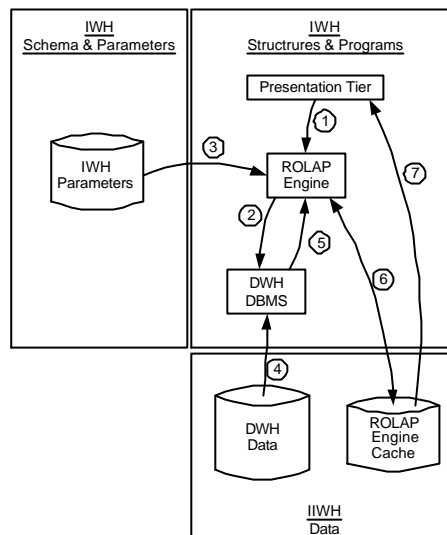 IWH
Schema & Parameters
IWH
Structrures & Programs
Presentation Tier
1
3
7
IWH
Parameters
ROLAP
Engine
2
5
6
DWH
DBMS
4
DWH
Data
ROLAP
Engine
Cache
IIWH
Data